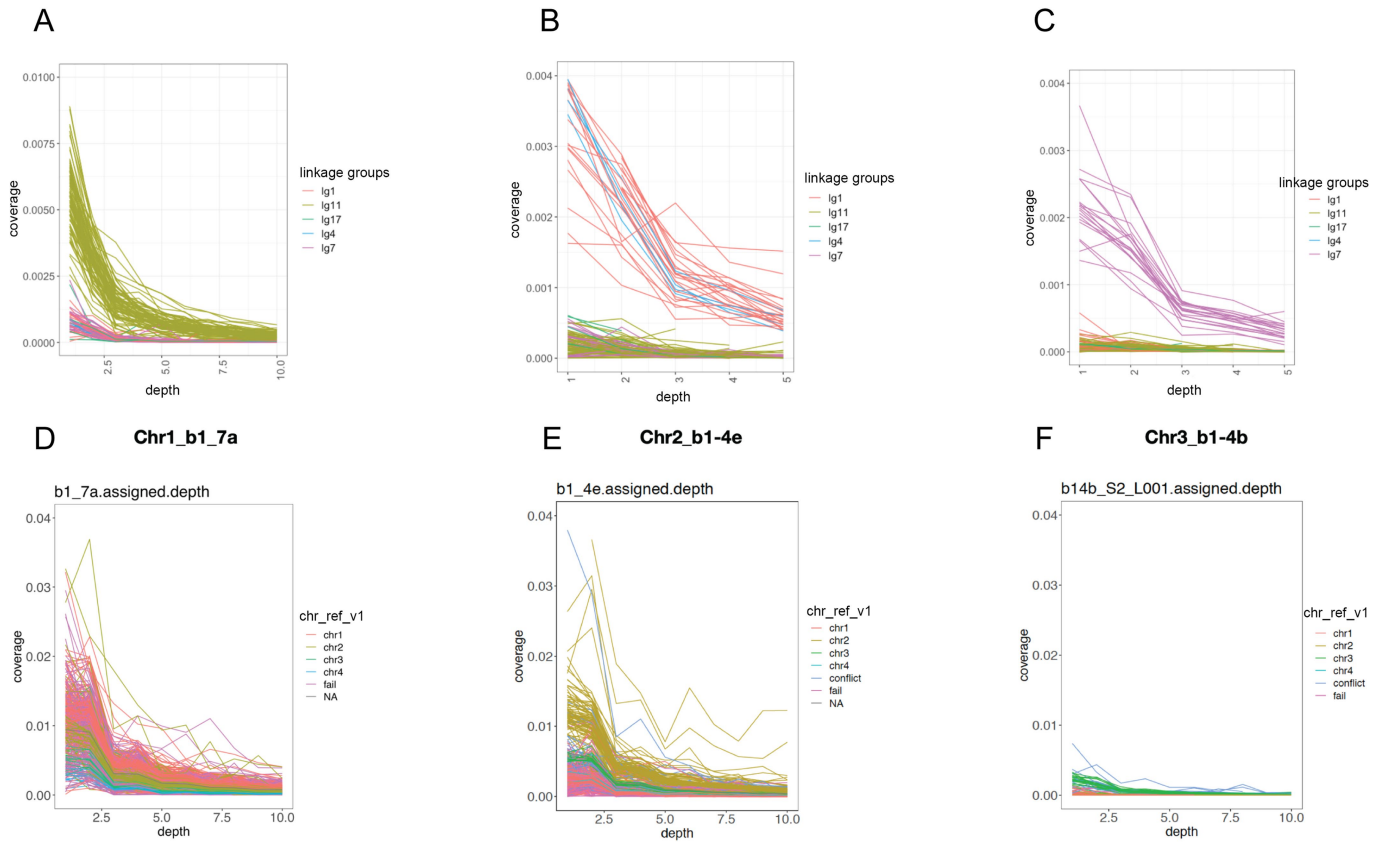 A
B
C
0.0100
0.0075
0.0050
0.0025
0.0000
coverage
2.5
5.0
7.5
10.0
depth
linkage groups
lg1
lg11
lg17
lg4
lg7
0.004
0.003
0.002
0.001
0.000
coverage
1
2
3
4
5
depth
linkage groups
lg1
lg11
lg17
lg4
lg7
0.004
0.003
0.002
0.001
0.000
coverage
1
2
3
4
5
depth
linkage groups
lg1
lg11
lg17
lg4
lg7
D
Chr1_b1_7a
b1_7a.assigned.depth
0.04
0.03
0.02
0.01
0.00
coverage
2.5
5.0
7.5
10.0
depth
chr_ref_v1
chr1
chr2
chr3
chr4
fail
NA
E
Chr2_b1-4e
b1_4e.assigned.depth
0.04
0.03
0.02
0.01
0.00
coverage
2.5
5.0
7.5
10.0
depth
chr_ref_v1
chr1
chr2
chr3
chr4
conflict
fail
NA
F
Chr3_b1-4b
b14b_S2_L001.assigned.depth
0.04
0.03
0.02
0.01
0.00
coverage
2.5
5.0
7.5
10.0
depth
chr_ref_v1
chr1
chr2
chr3
chr4
conflict
fail